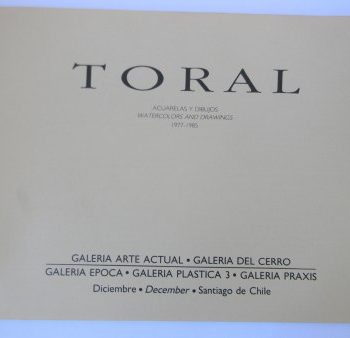 TORAL
ACUARELAS Y DIBUJOS
WATERCOLORS AND DRAWINGS
1977-1985
GALERIA ARTE ACTUAL • GALERIA DEL CERRO
GALERIA EPOCA • GALERIA PLASTICA 3 • GALERIA PRAXIS
Diciembre • December • Santiago de Chile